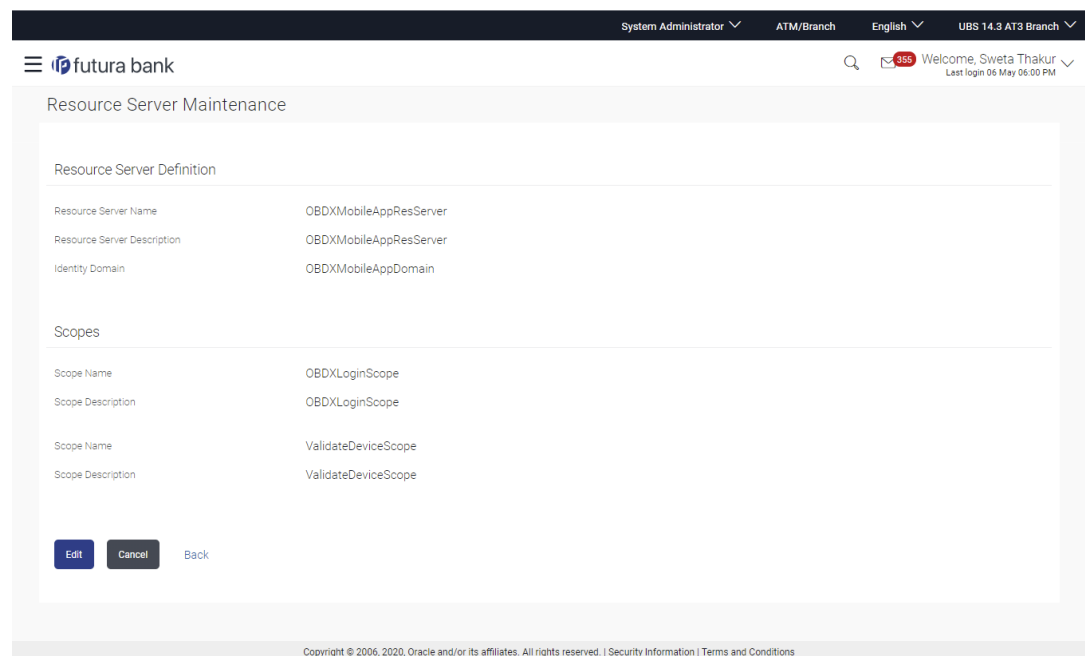 System Administrator ATM/Branch English UBS 14.3 AT3 Branch
futura bank 355 Welcome, Sweta Thakur
Last login 06 May 06:00 PM
Resource Server Maintenance
Resource Server Definition
Resource Server Name OBDXMobileAppResServer
Resource Server Description OBDXMobileAppResServer
Identity Domain OBDXMobileAppDomain
Scopes
Scope Name OBDXLoginScope
Scope Description OBDXLoginScope
Scope Name ValidateDeviceScope
Scope Description ValidateDeviceScope
Edit Cancel Back
Copyright © 2006, 2020, Oracle and/or its affiliates. All rights reserved. | Security Information | Terms and Conditions